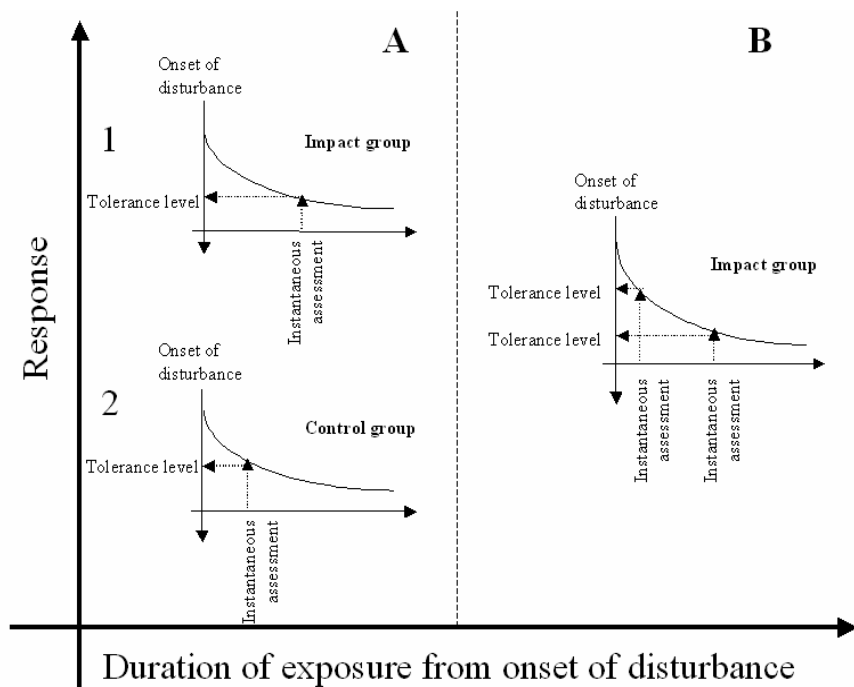 A
B
Onset of
disturbance
1
Impact group
Tolerance level
Instantaneous
assessment
Onset of
disturbance
2
Control group
Tolerance level
Instantaneous
assessment
Onset of
disturbance
Impact group
Tolerance level
Tolerance level
Instantaneous
assessment
Instantaneous
assessment
Response
Duration of exposure from onset of disturbance